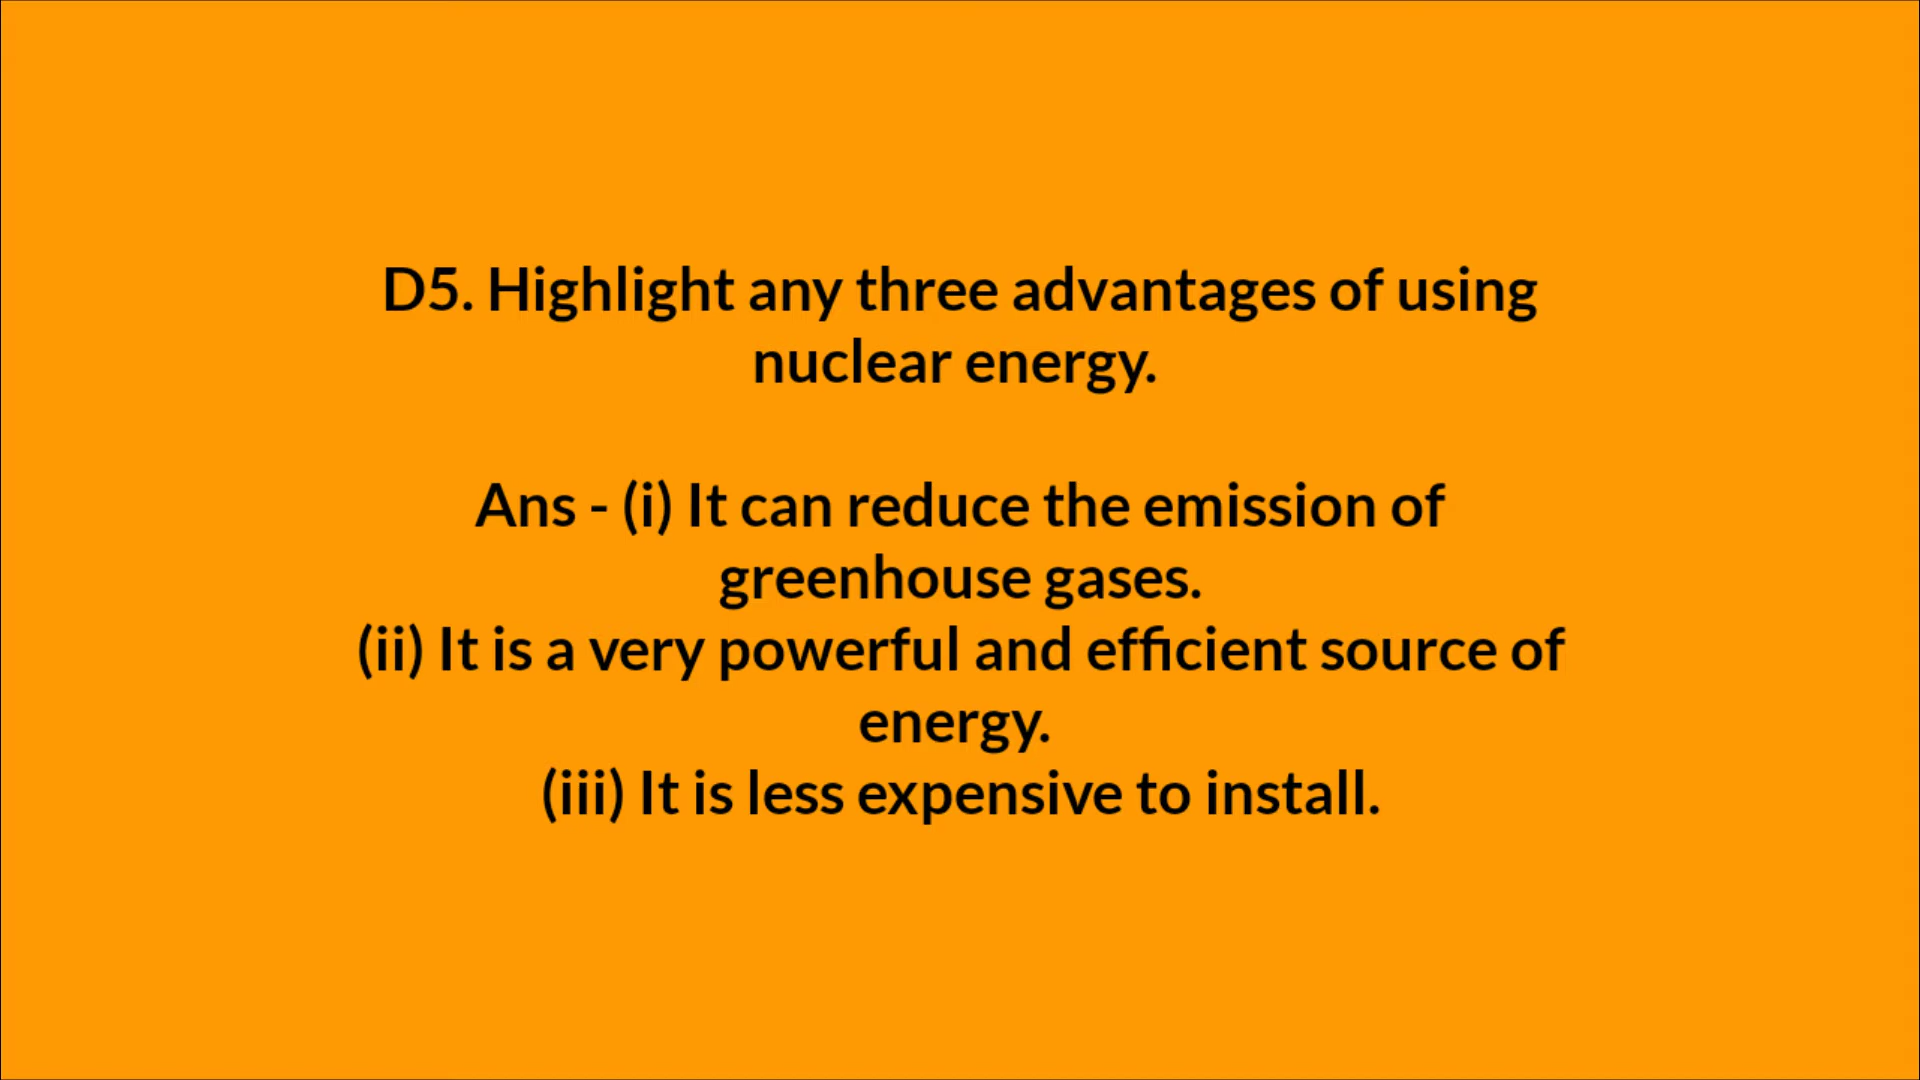 D5. Highlight any three advantages of using
nuclear energy.
Ans - (i) It can reduce the emission of
greenhouse gases.
(ii) It is a very powerful and efficient source of
energy.
(iii) It is less expensive to install.